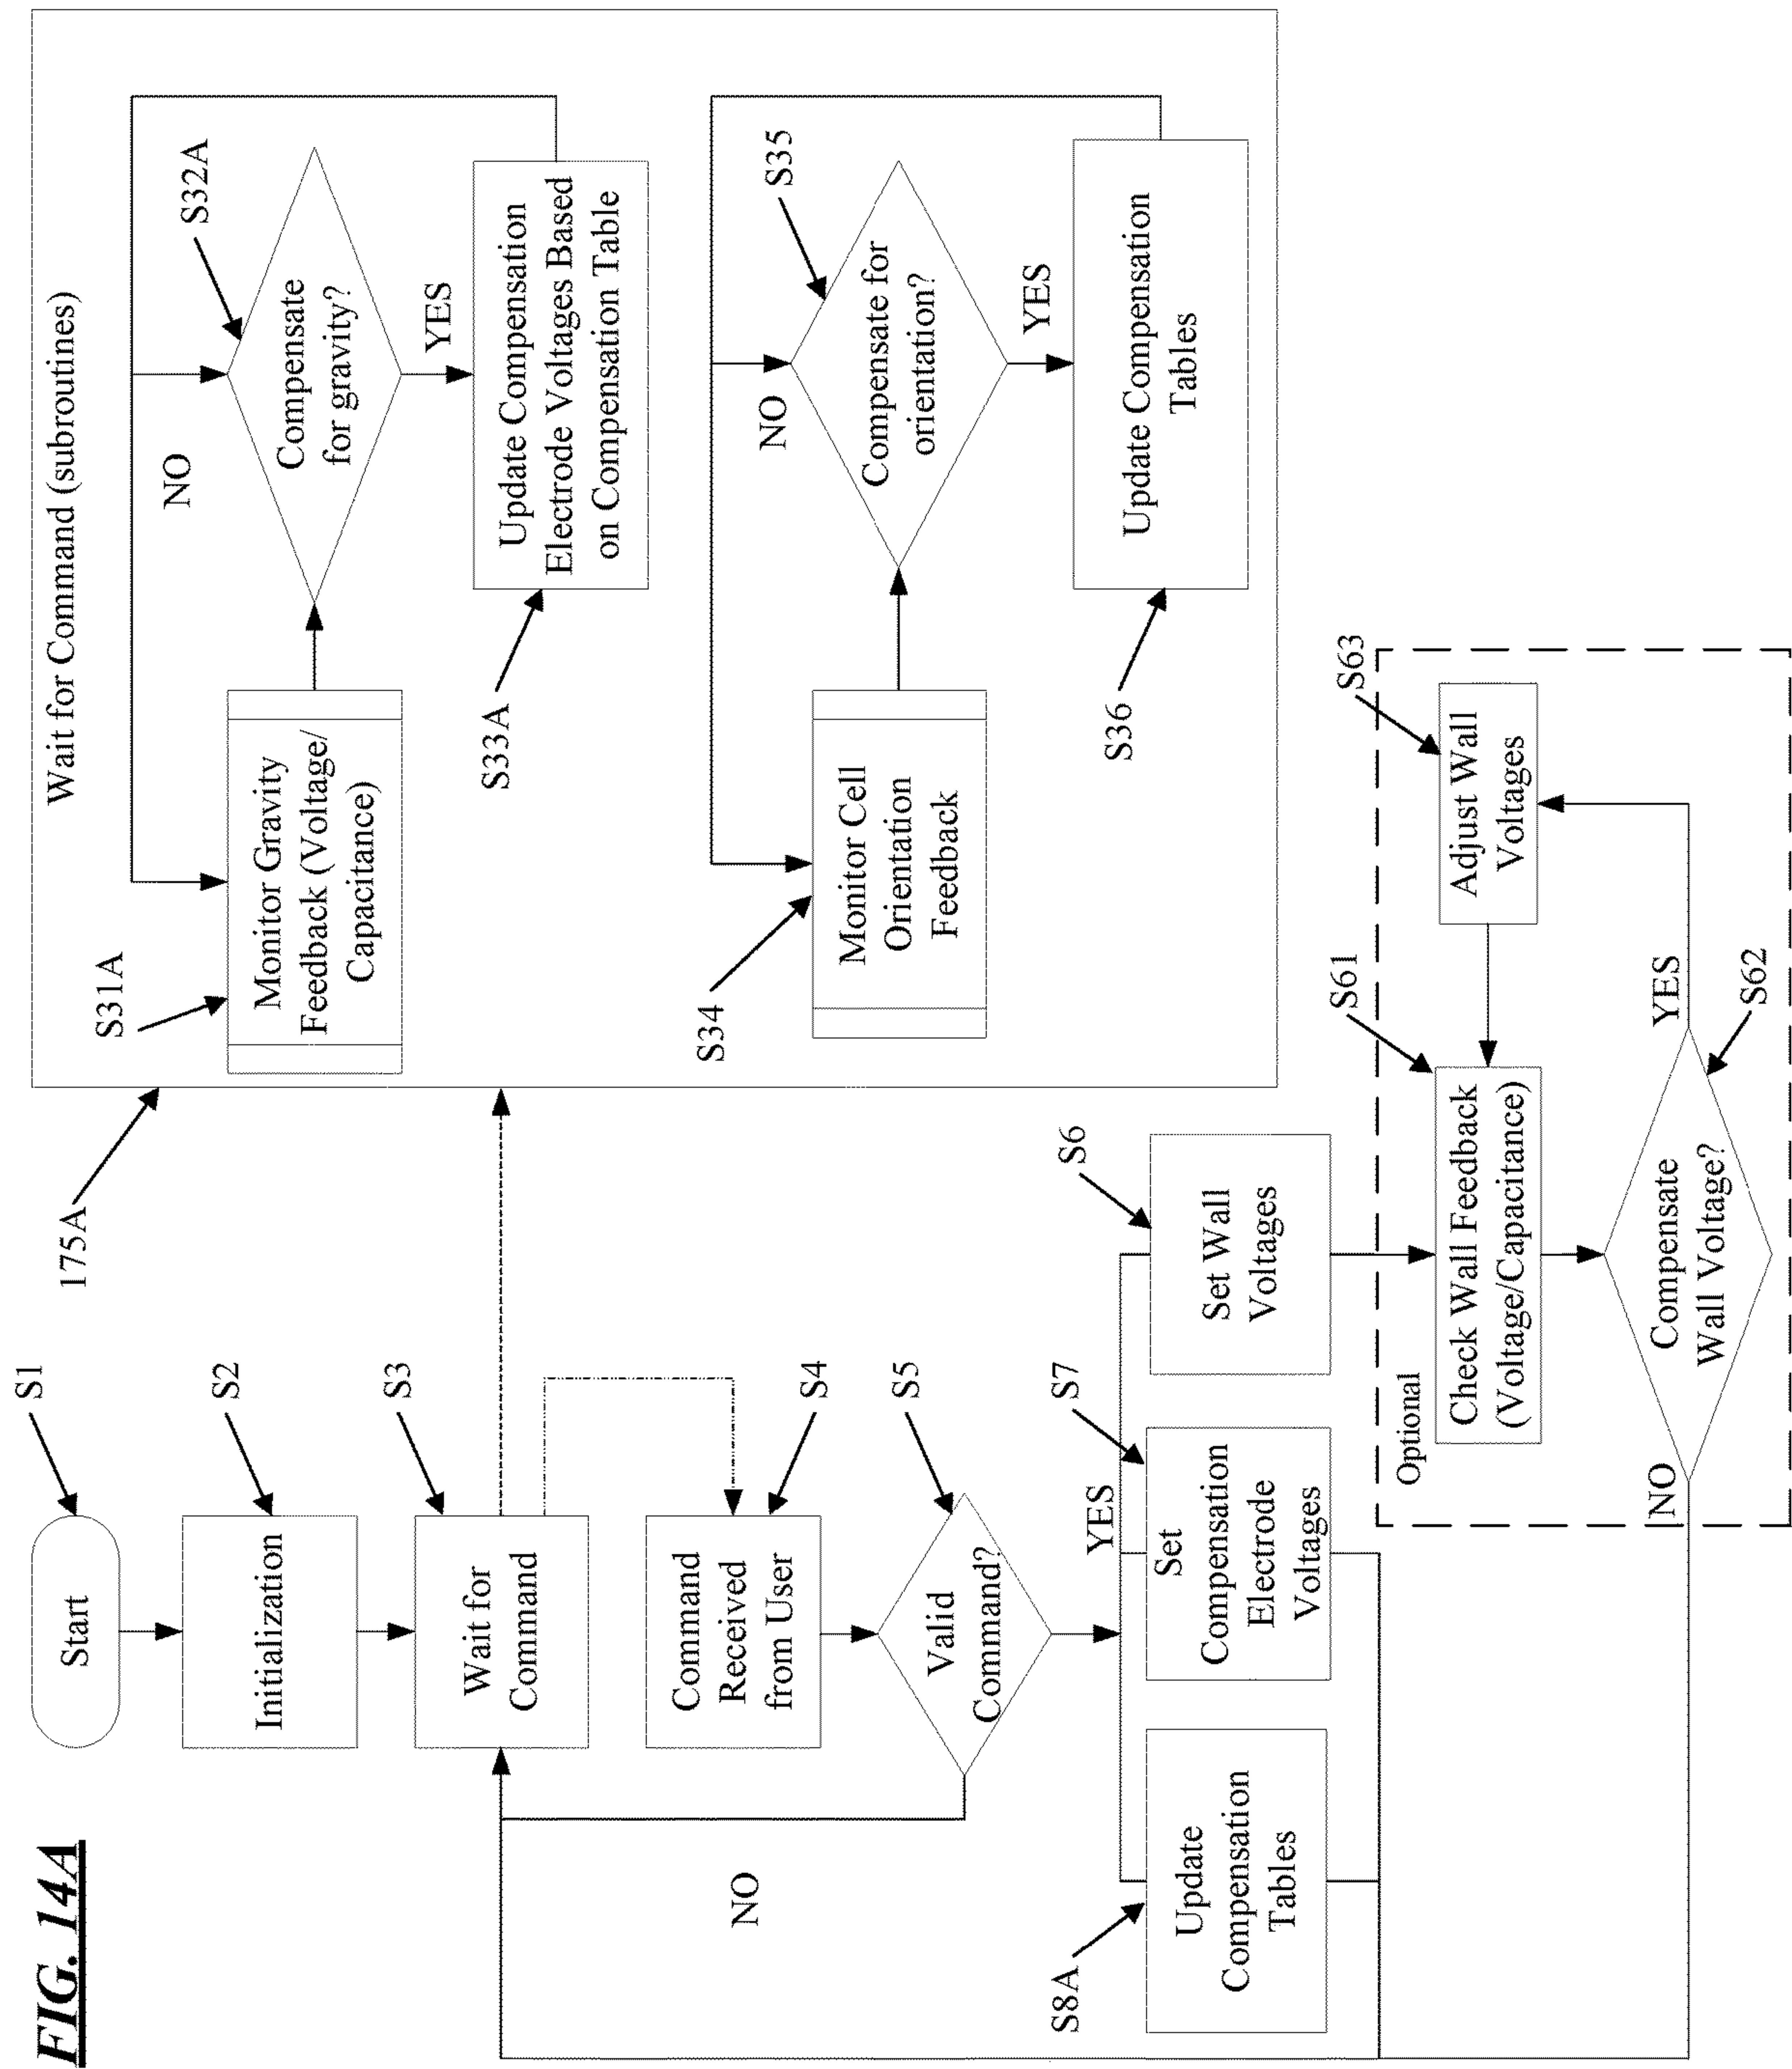 FIG. 14A
Start
S1
Initialization
S2
Wait for
Command
S3
Command
Received
from User
S4
Valid
Command?
S5
NO
YES
Update
Compensation
Tables
S8A
Set
Compensation
Electrode
Voltages
S7
Set Wall
Voltages
S6
Optional
Check Wall Feedback
(Voltage/Capacitance)
S61
Adjust Wall
Voltages
S63
Compensate
Wall Voltage?
S62
NO
YES
175A
Wait for Command (subroutines)
S31A
Monitor Gravity
Feedback (Voltage/
Capacitance)
NO
Compensate
for gravity?
S32A
YES
S33A
Update Compensation
Electrode Voltages Based
on Compensation Table
S34
Monitor Cell
Orientation
Feedback
NO
Compensate for
orientation?
S35
YES
S36
Update Compensation
Tables